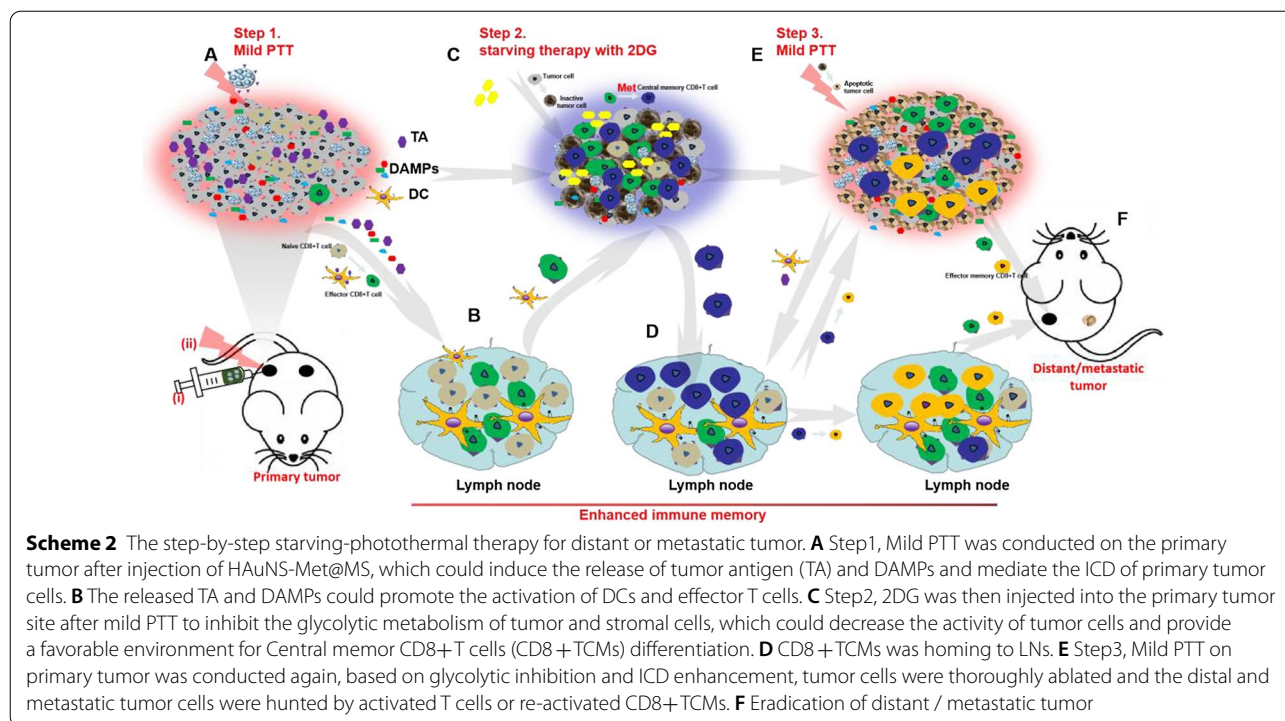 Step 1.
Mild PTT
A
Step 2.
starving therapy with 2DG
C
Tumor cell
Inactive
tumor cell
Met
Central memory CD8+T cell
Step 3.
Mild PTT
E
Apoptotic
tumor cell
TA
DAMPs
DC
Naive CD8+T cell
Effector CD8+T cell
B
D
F
Effector memory CD8+T cell
(ii)
(i)
Primary tumor
Distant/metastatic
tumor
Lymph node
Lymph node
Lymph node
Enhanced immune memory
Scheme 2 The step-by-step starving-photothermal therapy for distant or metastatic tumor. A Step1, Mild PTT was conducted on the primary
tumor after injection of HAuNS-Met@MS, which could induce the release of tumor antigen (TA) and DAMPs and mediate the ICD of primary tumor
cells. B The released TA and DAMPs could promote the activation of DCs and effector T cells. C Step2, 2DG was then injected into the primary tumor
site after mild PTT to inhibit the glycolytic metabolism of tumor and stromal cells, which could decrease the activity of tumor cells and provide
a favorable environment for Central memor CD8+T cells (CD8+TCMs) differentiation. D CD8+TCMs was homing to LNs. E Step3, Mild PTT on
primary tumor was conducted again, based on glycolytic inhibition and ICD enhancement, tumor cells were thoroughly ablated and the distal and
metastatic tumor cells were hunted by activated T cells or re-activated CD8+TCMs. F Eradication of distant / metastatic tumor